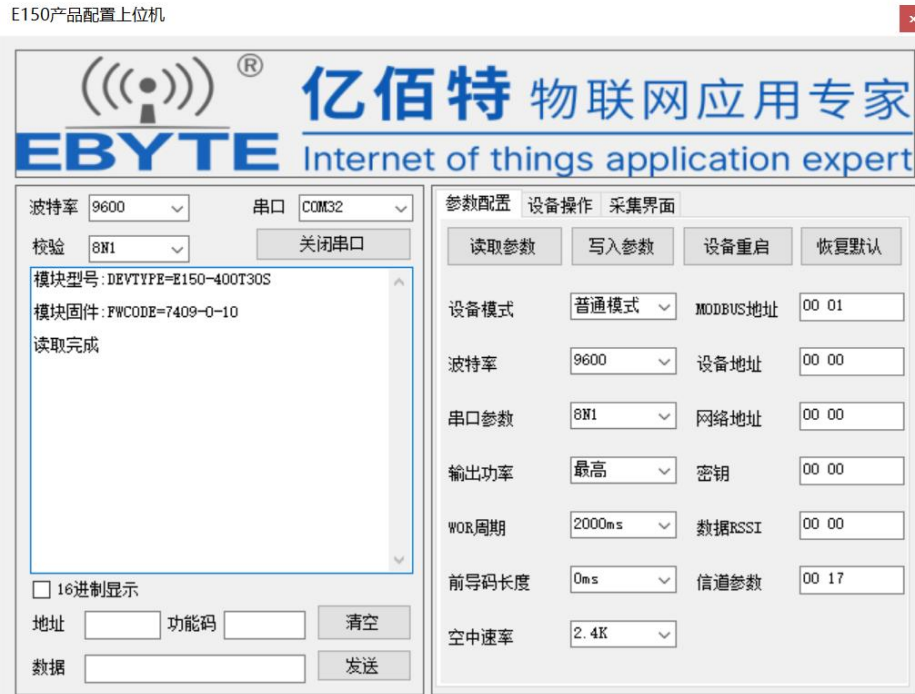 E150产品配置上位机
®
亿佰特 物联网应用专家
EBYTE Internet of things application expert
波特率 9600 串口 COM32
校验 8N1 关闭串口
模块型号:DEVTYPE=E150-400T30S
模块固件:FWCODE=7409-0-10
读取完成
16进制显示
地址 功能码 清空
数据 发送
参数配置 设备操作 采集界面
读取参数 写入参数 设备重启 恢复默认
设备模式 普通模式 MODBUS地址 00 01
波特率 9600 设备地址 00 00
串口参数 8N1 网络地址 00 00
输出功率 最高 密钥 00 00
WOR周期 2000ms 数据RSSI 00 00
前导码长度 0ms 信道参数 00 17
空中速率 2.4K